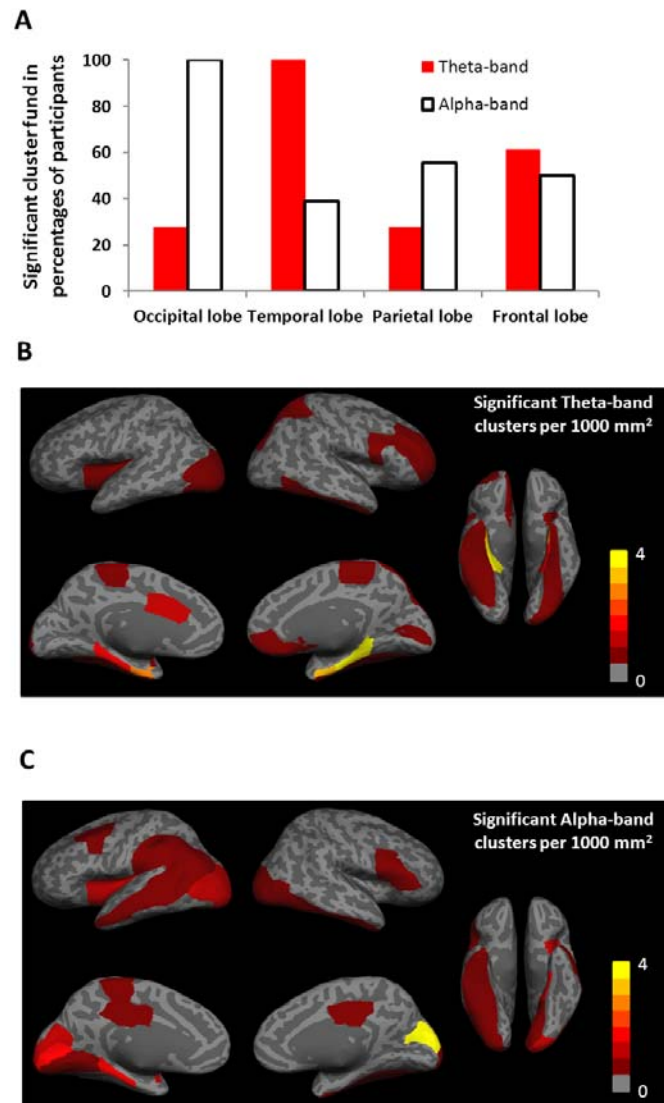 A
Significant cluster fund in
percentages of participants
100
80
60
40
20
0
Theta-band
Alpha-band
Occipital lobe Temporal lobe Parietal lobe Frontal lobe
B
Significant Theta-band
clusters per 1000 mm²
4
0
C
Significant Alpha-band
clusters per 1000 mm²
4
0